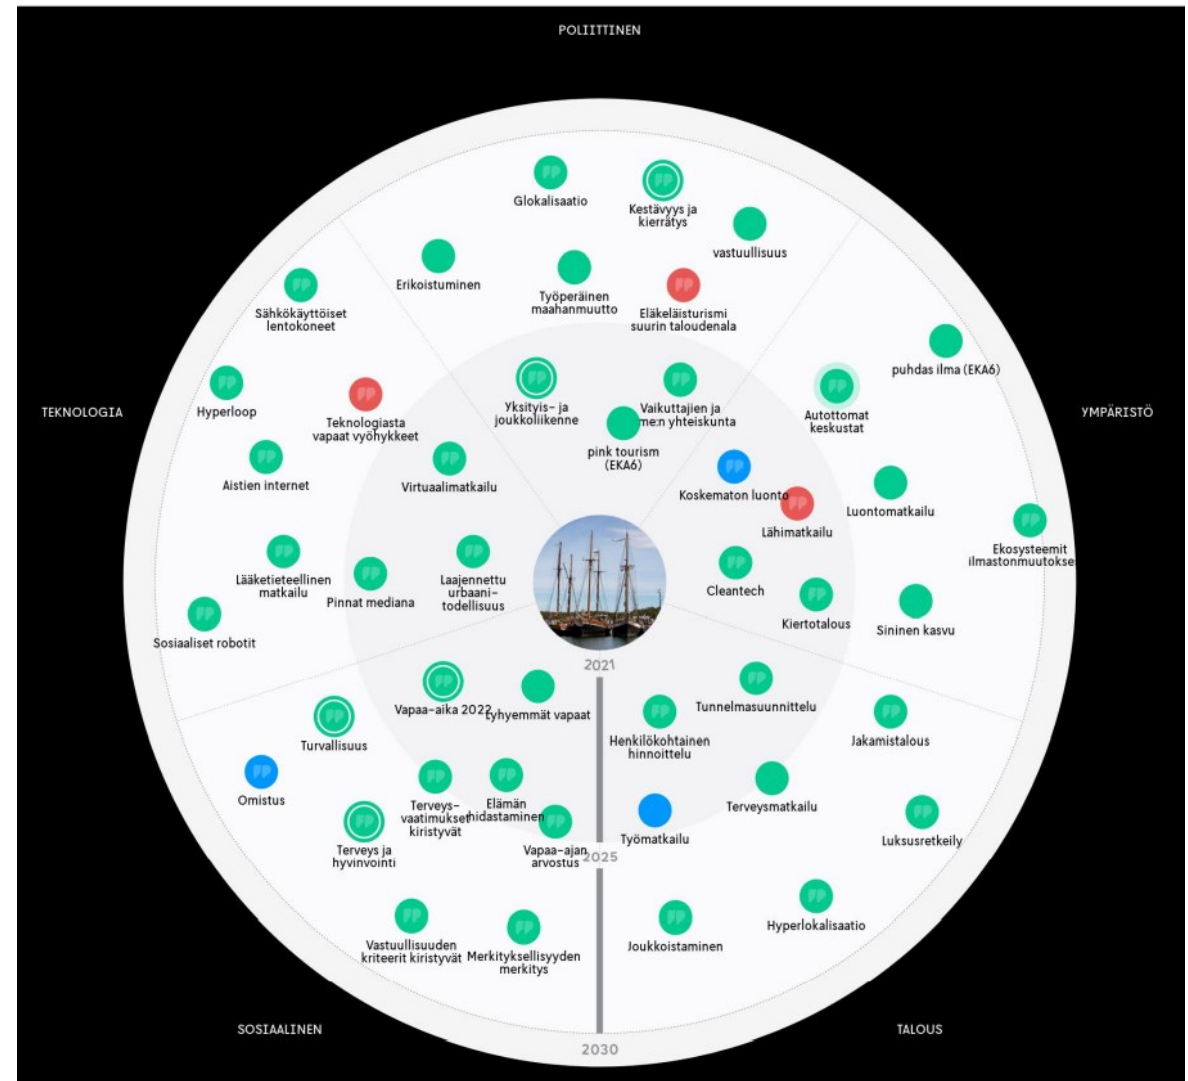 POLIITTINEN
Glokalisaatio
Kestävyys ja
kierrätys
vastuullisuus
Erikoistuminen
Työperäinen
maahanmuutto
Eläkeläisturismi
suurin taloudenala
Sähkökäyttöiset
lentokoneet
puhdas ilma (EKA6)
TEKNOLOGIA
YMPÄRISTÖ
Hyperloop
Teknologiasta
vapaat vyöhykkeet
Yksityis- ja
joukkoliikenne
Vaikuttajien ja
me:n yhteiskunta
Autottomat
keskustat
pink tourism
(EKA6)
Aistien internet
Virtuaalimatkailu
Koskematon luonto
Lähimatkailu
Luontomatkailu
Ekosysteemit
ilmastonmuutokse
Lääketieteellinen
matkailu
Pinnat mediana
Laajennettu
urbaani-
todellisuus
Cleantech
Kiertotalous
Sininen kasvu
Sosiaaliset robotit
2021
Vapaa-aika 2022
lyhyemmät vapaat
Tunnelmasuunnittelu
Henkilökohtainen
hinnoittelu
Jakamistalous
Turvallisuus
Omistus
Terveys-
vaatimukset
kiristyvät
Elämän
hidastaminen
Terveysmatkailu
Työmatkailu
Luksusretkeily
Terveys ja
hyvinvointi
Vapaa-ajan
arvostus
2025
Vastuullisuuden
kriteerit kiristyvät
Merkityksellisyyden
merkitys
Joukkoistaminen
Hyperlokalisaatio
SOSIAALINEN
TALOUS
2030